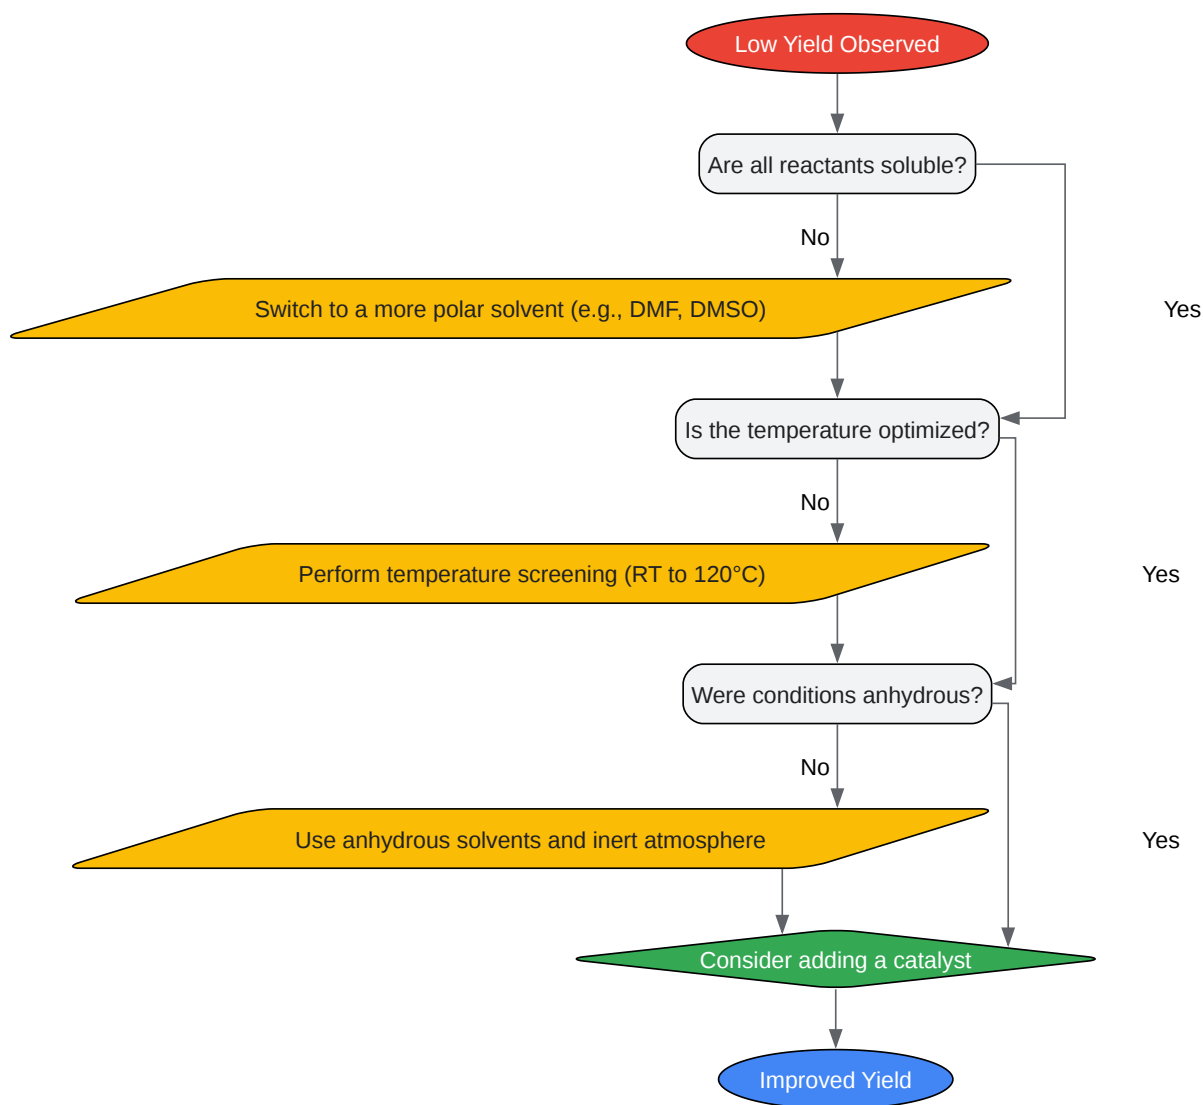 Low Yield Observed
Are all reactants soluble?
No
Switch to a more polar solvent (e.g., DMF, DMSO)
Yes
Is the temperature optimized?
No
Perform temperature screening (RT to 120°C)
Yes
Were conditions anhydrous?
No
Use anhydrous solvents and inert atmosphere
Yes
Consider adding a catalyst
Improved Yield